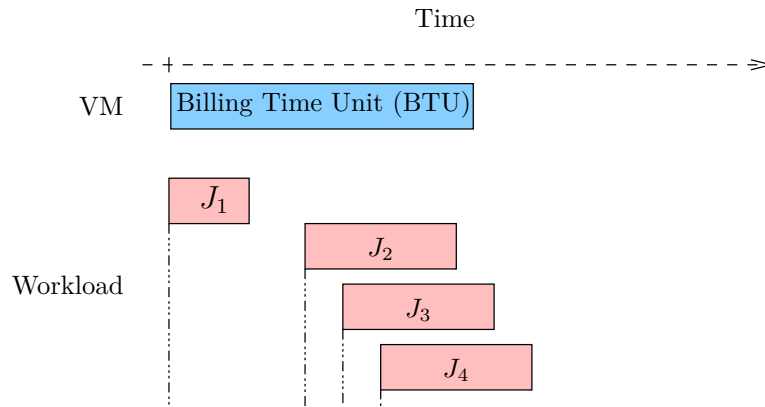 Time
VM
Billing Time Unit (BTU)
J₁
J₂
Workload
J₃
J₄